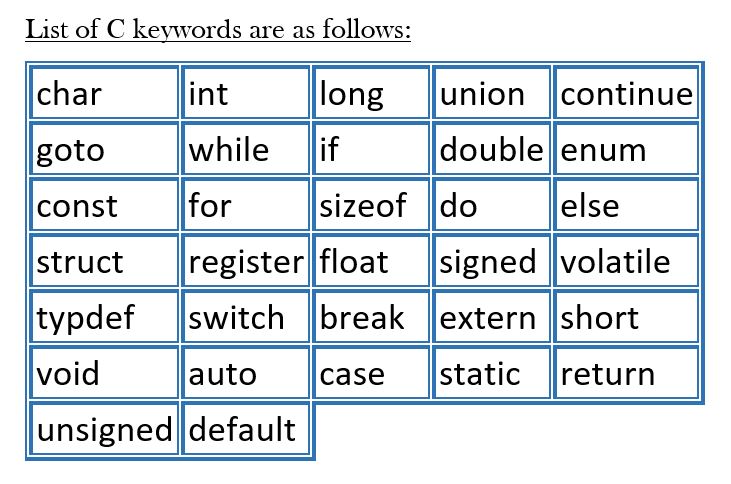 List of C keywords are as follows:
char int long union continue
goto while if double enum
const for sizeof do else
struct register float signed volatile
typdef switch break extern short
void auto case static return
unsigned default